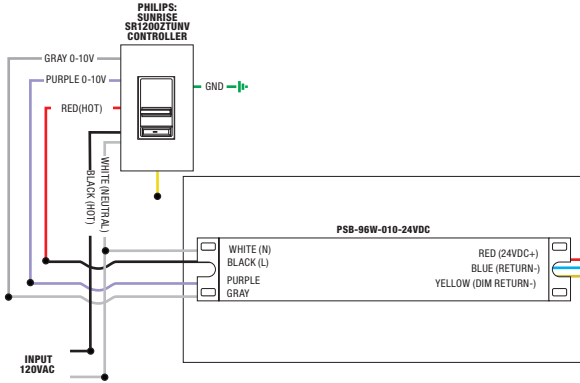 PHILIPS:
SUNRISE
SR1200ZTUNV
CONTROLLER
GRAY 0-10V
PURPLE 0-10V
RED(HOT)
GND
WHITE (NEUTRAL)
BLACK (HOT)
PSB-96W-010-24VDC
WHITE (N)
BLACK (L)
PURPLE
GRAY
RED (24VDC+)
BLUE (RETURN-)
YELLOW (DIM RETURN-)
INPUT
120VAC